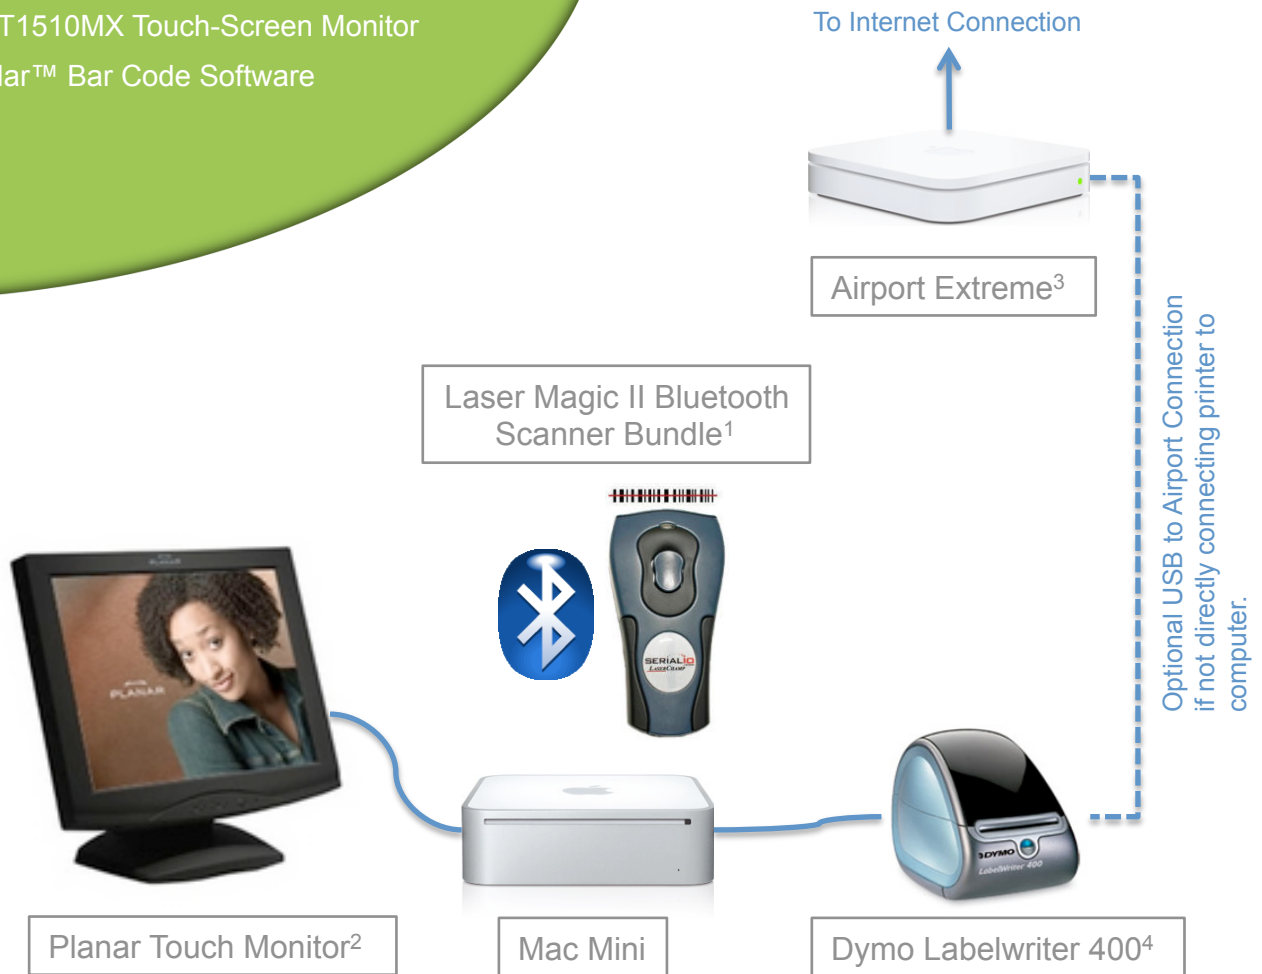 T1510MX Touch-Screen Monitor
lar™ Bar Code Software
To Internet Connection
Airport Extreme³
Optional USB to Airport Connection
if not directly connecting printer to
computer.
Laser Magic II Bluetooth
Scanner Bundle¹
SERIALIO
LASERCHAMP
PLANAR
PLANAR
DYMO
LabelWriter 400
Planar Touch Monitor²
Mac Mini
Dymo Labelwriter 400⁴